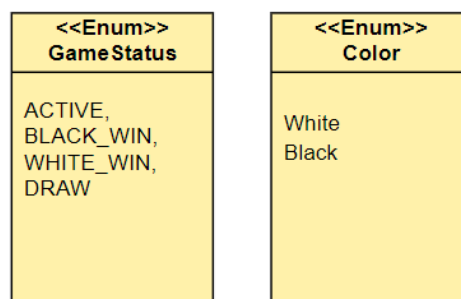 <<Enum>>
GameStatus
ACTIVE,
BLACK_WIN,
WHITE_WIN,
DRAW
<<Enum>>
Color
White
Black